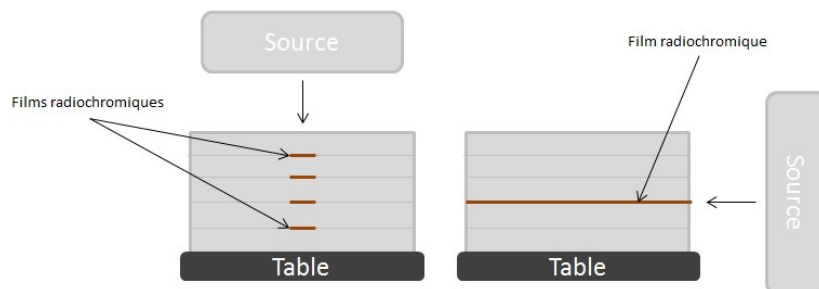 Source
Film radiochromique
Films radiochromiques
Source
Table
Table